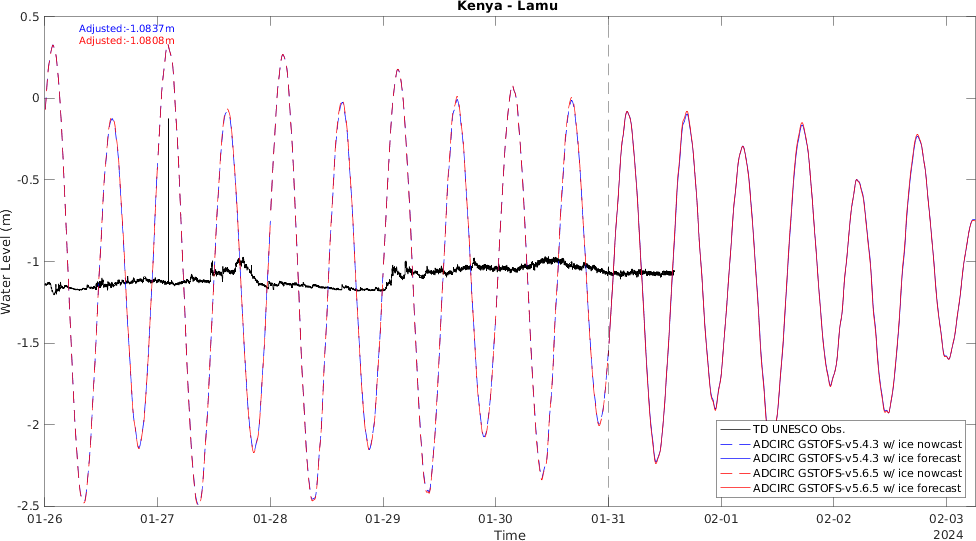 Kenya - Lamu
Adjusted:-1.0837m
Adjusted:-1.0808m
0.5
0
-0.5
-1
-1.5
-2
-2.5
Water Level (m)
01-26
01-27
01-28
01-29
01-30
01-31
02-01
02-02
02-03
2024
Time
TD UNESCO Obs.
ADCIRC GSTOFS-v5.4.3 w/ ice nowcast
ADCIRC GSTOFS-v5.4.3 w/ ice forecast
ADCIRC GSTOFS-v5.6.5 w/ ice nowcast
ADCIRC GSTOFS-v5.6.5 w/ ice forecast